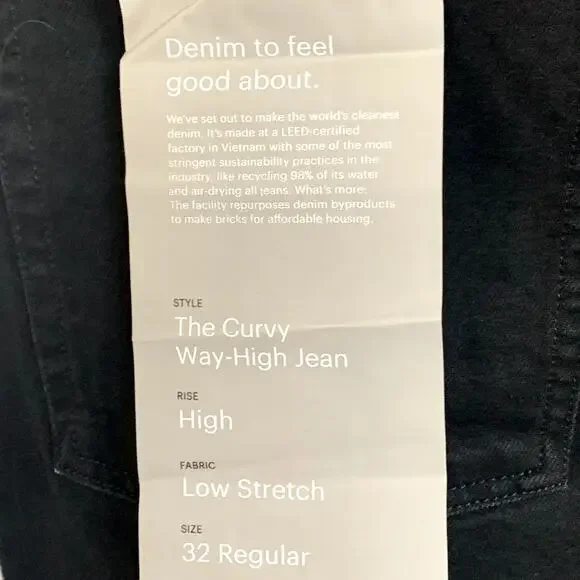 Denim to feel
good about.
We've set out to make the world's cleanest
denim. It's made at a LEED-certified
factory in Vietnam with some of the most
stringent sustainability practices in the
industry, like recycling 98% of its water
and air-drying all jeans. What's more:
The facility repurposes denim byproducts
to make bricks for affordable housing.
STYLE
The Curvy
Way-High Jean
RISE
High
FABRIC
Low Stretch
SIZE
32 Regular